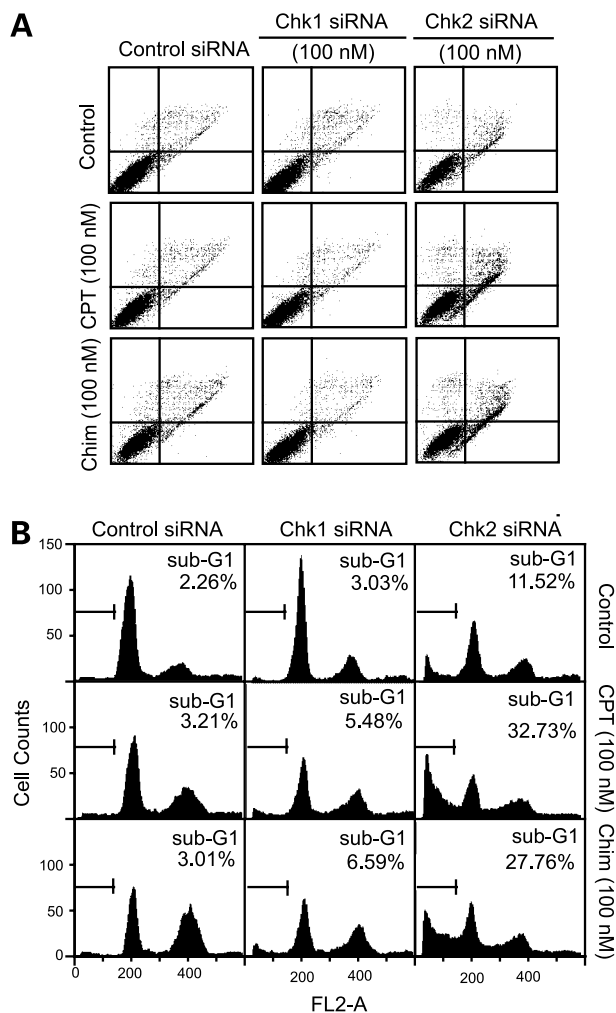 A
Control siRNA
Chk1 siRNA
(100 nM)
Chk2 siRNA
(100 nM)
Control
CPT (100 nM)
Chim (100 nM)
B
Control siRNA
Chk1 siRNA
Chk2 siRNA
150
100
50
0
sub-G1
2.26%
sub-G1
3.03%
sub-G1
11.52%
Control
100
50
sub-G1
3.21%
sub-G1
5.48%
sub-G1
32.73%
CPT (100 nM)
Cell Counts
100
50
0
sub-G1
3.01%
sub-G1
6.59%
sub-G1
27.76%
Chim (100 nM)
0 200 400
200 400
200 400
FL2-A